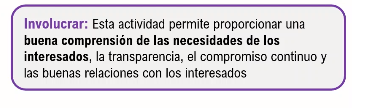 Involucrar: Esta actividad permite proporcionar una
buena comprensión de las necesidades de los
interesados, la transparencia, el compromiso continuo y
las buenas relaciones con los interesados